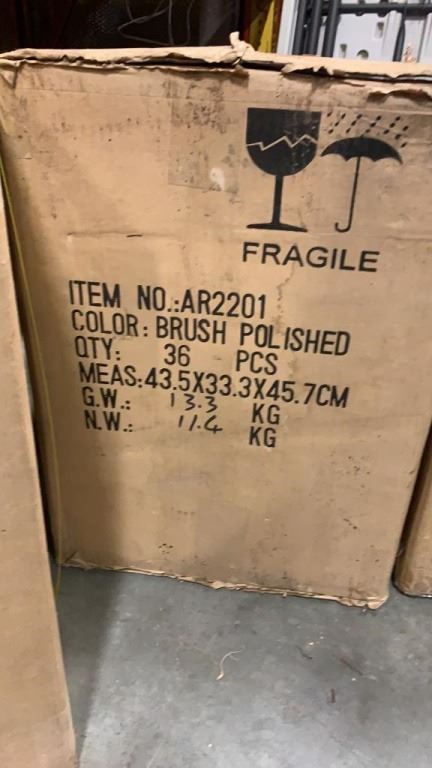 FRAGILE
ITEM NO.:AR2201
COLOR: BRUSH POLISHED
QTY: 36 PCS
MEAS:43.5X33.3X45.7CM
G.W.: 13.3 KG
N.W.: 11.4 KG